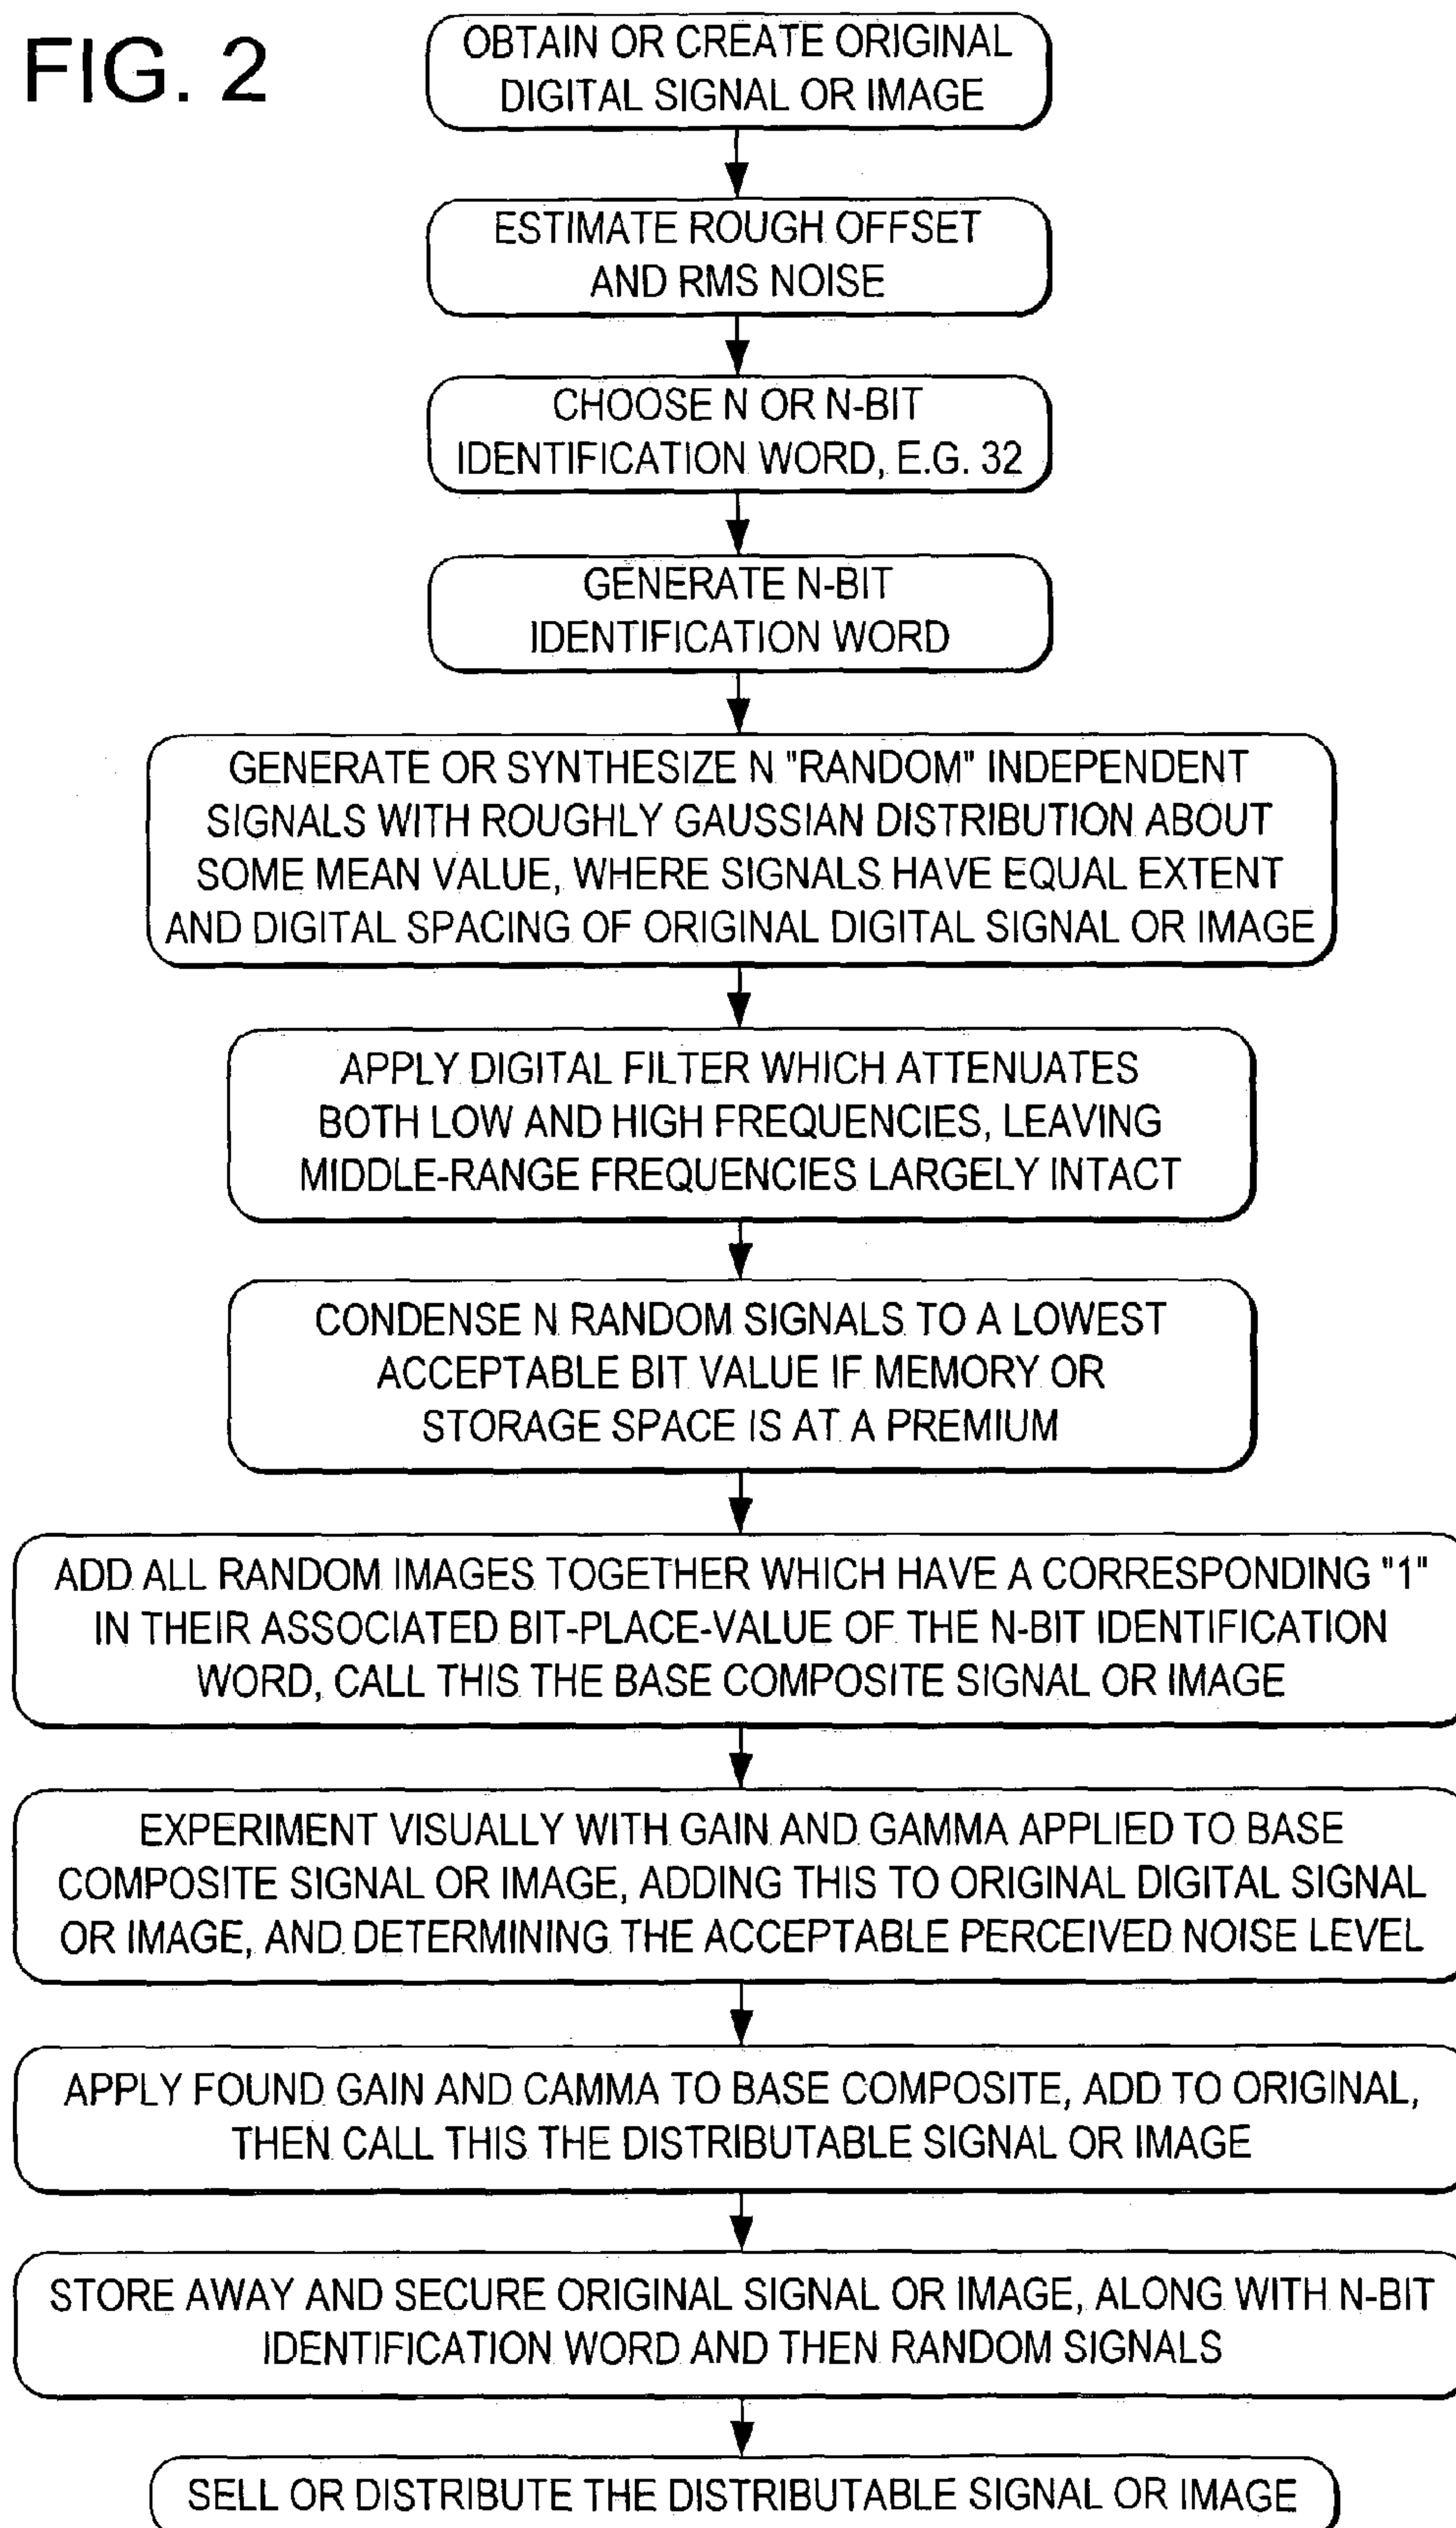 FIG. 2
OBTAIN OR CREATE ORIGINAL
DIGITAL SIGNAL OR IMAGE
ESTIMATE ROUGH OFFSET
AND RMS NOISE
CHOOSE N OR N-BIT
IDENTIFICATION WORD, E.G. 32
GENERATE N-BIT
IDENTIFICATION WORD
GENERATE OR SYNTHESIZE N "RANDOM" INDEPENDENT
SIGNALS WITH ROUGHLY GAUSSIAN DISTRIBUTION ABOUT
SOME MEAN VALUE, WHERE SIGNALS HAVE EQUAL EXTENT
AND DIGITAL SPACING OF ORIGINAL DIGITAL SIGNAL OR IMAGE
APPLY DIGITAL FILTER WHICH ATTENUATES
BOTH LOW AND HIGH FREQUENCIES, LEAVING
MIDDLE-RANGE FREQUENCIES LARGELY INTACT
CONDENSE N RANDOM SIGNALS TO A LOWEST
ACCEPTABLE BIT VALUE IF MEMORY OR
STORAGE SPACE IS AT A PREMIUM
ADD ALL RANDOM IMAGES TOGETHER WHICH HAVE A CORRESPONDING "1"
IN THEIR ASSOCIATED BIT-PLACE-VALUE OF THE N-BIT IDENTIFICATION
WORD, CALL THIS THE BASE COMPOSITE SIGNAL OR IMAGE
EXPERIMENT VISUALLY WITH GAIN AND GAMMA APPLIED TO BASE
COMPOSITE SIGNAL OR IMAGE, ADDING THIS TO ORIGINAL DIGITAL SIGNAL
OR IMAGE, AND DETERMINING THE ACCEPTABLE PERCEIVED NOISE LEVEL
APPLY FOUND GAIN AND CAMMA TO BASE COMPOSITE, ADD TO ORIGINAL,
THEN CALL THIS THE DISTRIBUTABLE SIGNAL OR IMAGE
STORE AWAY AND SECURE ORIGINAL SIGNAL OR IMAGE, ALONG WITH N-BIT
IDENTIFICATION WORD AND THEN RANDOM SIGNALS
SELL OR DISTRIBUTE THE DISTRIBUTABLE SIGNAL OR IMAGE